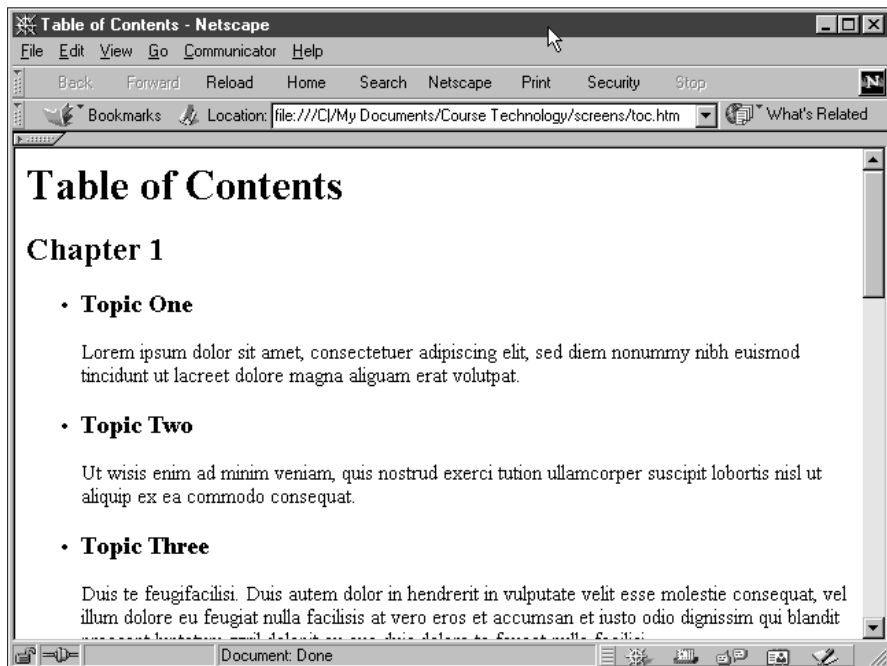 Table of Contents - Netscape
File Edit View Go Communicator Help
Back Forward Reload Home Search Netscape Print Security Stop N
Bookmarks Location: file:///C|/My Documents/Course Technology/screens/toc.htm What's Related
Table of Contents
Chapter 1
• Topic One
Lorem ipsum dolor sit amet, consectetuer adipiscing elit, sed diem nonummy nibh euismod
tincidunt ut lacreet dolore magna aliguam erat volutpat.
• Topic Two
Ut wisis enim ad minim veniam, quis nostrud exerci tution ullamcorper suscipit lobortis nisl ut
aliquip ex ea commodo consequat.
• Topic Three
Duis te feugifacilisi. Duis autem dolor in hendrerit in vulputate velit esse molestie consequat, vel
illum dolore eu feugiat nulla facilisis at vero eros et accumsan et iusto odio dignissim qui blandit
Document: Done